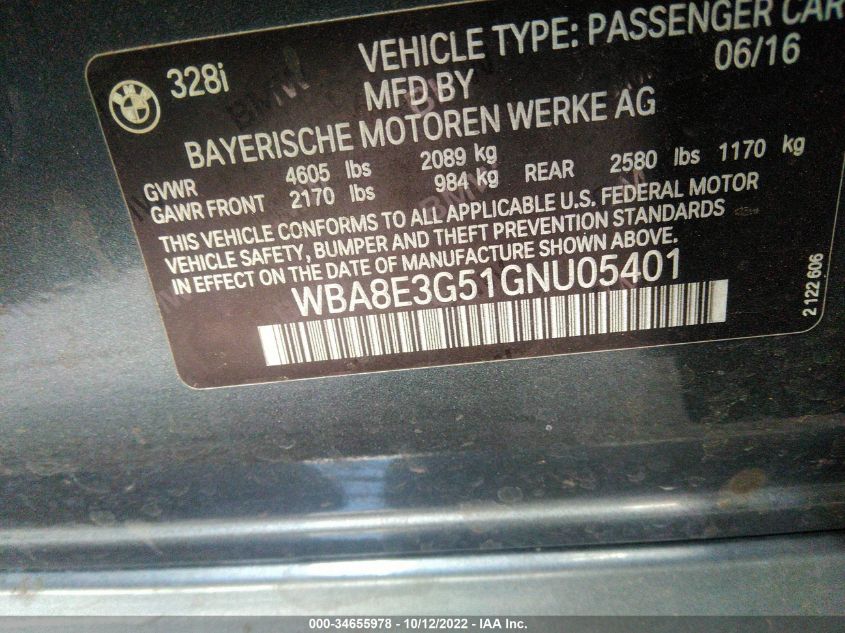 328i
VEHICLE TYPE: PASSENGER CAR
MFD BY 06/16
BAYERISCHE MOTOREN WERKE AG
GVWR 4605 lbs 2089 kg
GAWR FRONT 2170 lbs 984 kg REAR 2580 lbs 1170 kg
THIS VEHICLE CONFORMS TO ALL APPLICABLE U.S. FEDERAL MOTOR
VEHICLE SAFETY, BUMPER AND THEFT PREVENTION STANDARDS
IN EFFECT ON THE DATE OF MANUFACTURE SHOWN ABOVE.
WBA8E3G51GNU05401
2 122 606
000-34655978 - 10/12/2022 - IAA Inc.